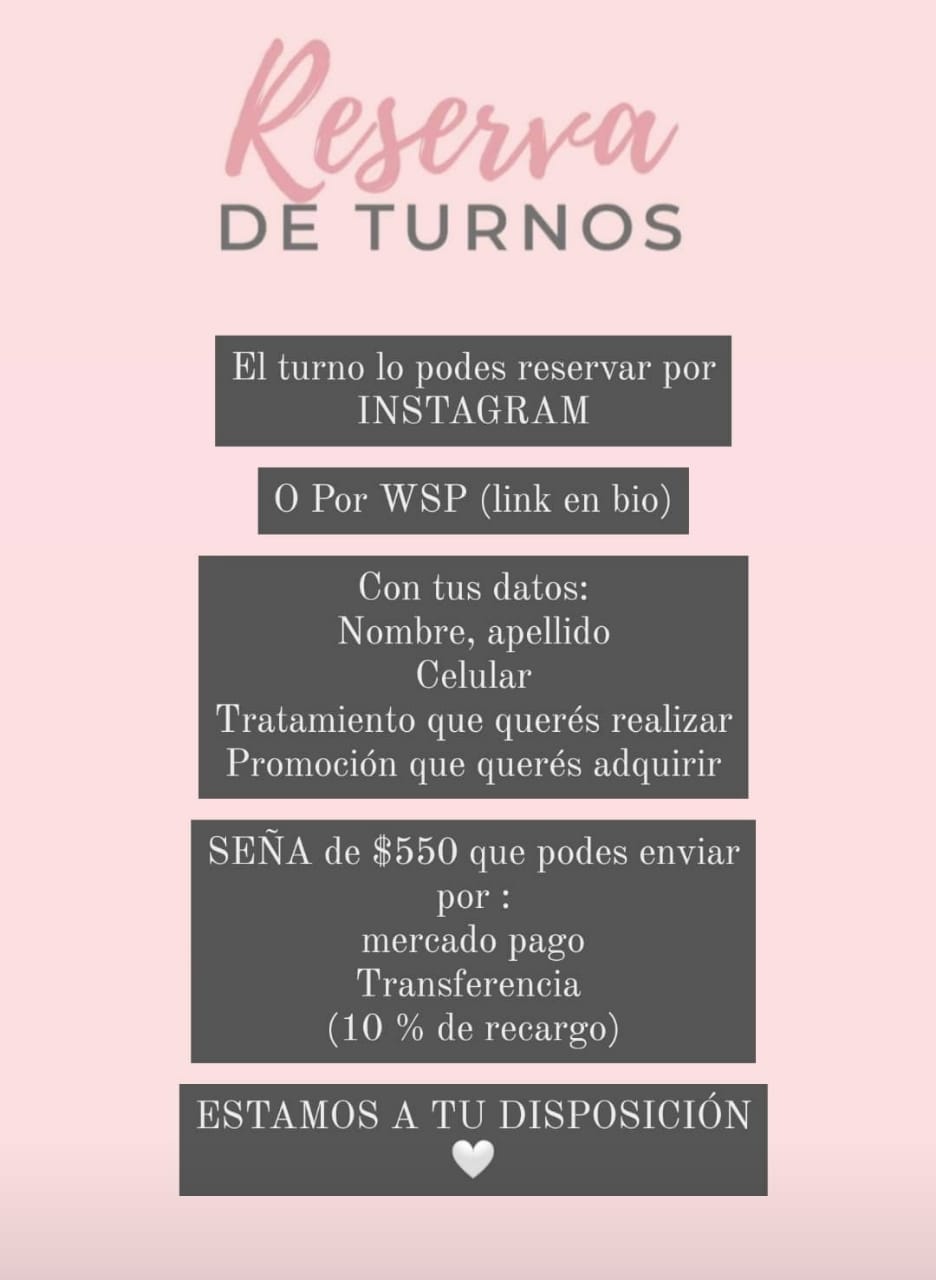 Reserva
DE TURNOS
El turno lo podes reservar por
INSTAGRAM
O Por WSP (link en bio)
Con tus datos:
Nombre, apellido
Celular
Tratamiento que querés realizar
Promoción que querés adquirir
SEÑA de $550 que podes enviar
por :
mercado pago
Transferencia
(10 % de recargo)
ESTAMOS A TU DISPOSICIÓN
🤍